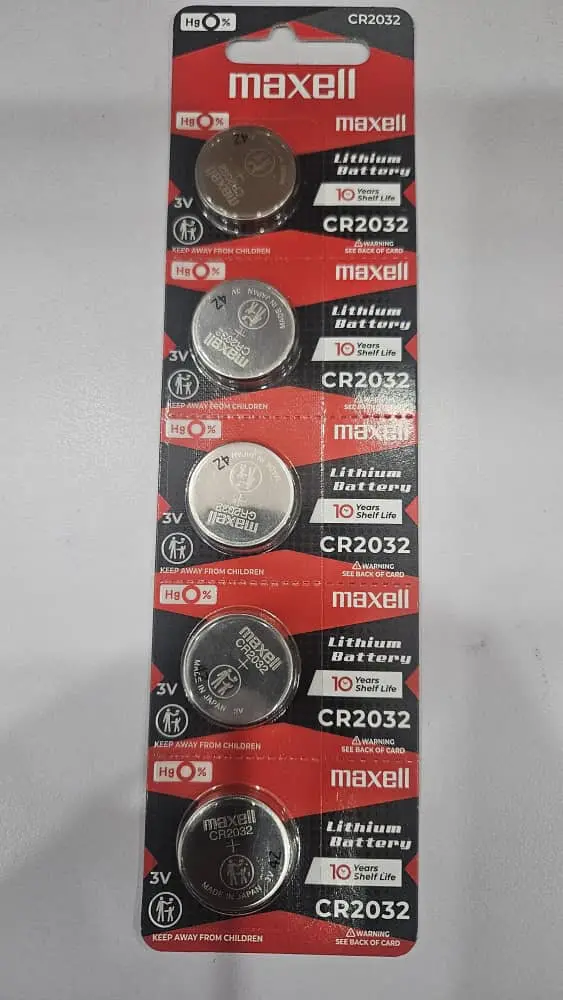 Hg 0 %
CR2032
maxell
Hg 0 %
maxell
42
maxell
CR2032
Lithium
Battery
10 Years
Shelf Life
3V
CR2032
KEEP AWAY FROM CHILDREN
⚠WARNING
SEE BACK OF CARD
Hg 0 %
maxell
42
3V MADE IN JAPAN
CR2032
maxell
Lithium
Battery
10 Years
Shelf Life
3V
CR2032
KEEP AWAY FROM CHILDREN
⚠WARNING
SEE BACK OF CARD
Hg 0 %
maxell
42
MADE IN JAPAN
CR2032
maxell
Lithium
Battery
10 Years
Shelf Life
3V
CR2032
KEEP AWAY FROM CHILDREN
⚠WARNING
SEE BACK OF CARD
Hg 0 %
maxell
maxell
CR2032
+
MADE IN JAPAN 3V
Lithium
Battery
10 Years
Shelf Life
3V
CR2032
KEEP AWAY FROM CHILDREN
⚠WARNING
SEE BACK OF CARD
Hg 0 %
maxell
maxell
CR2032
+
42
MADE IN JAPAN 3V
Lithium
Battery
10 Years
Shelf Life
3V
CR2032
KEEP AWAY FROM CHILDREN
⚠WARNING
SEE BACK OF CARD